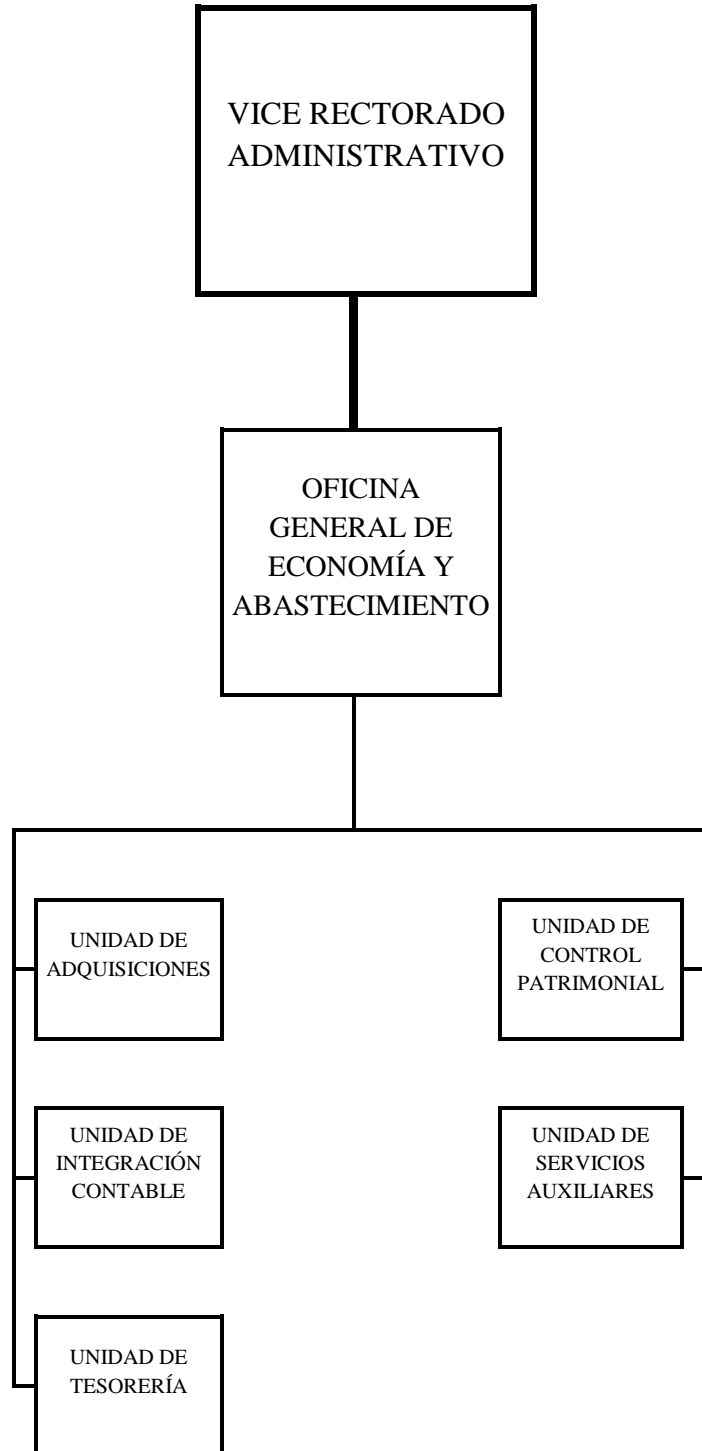 VICE RECTORADO
ADMINISTRATIVO
OFICINA
GENERAL DE
ECONOMÍA Y
ABASTECIMIENTO
UNIDAD DE
ADQUISICIONES
UNIDAD DE
CONTROL
PATRIMONIAL
UNIDAD DE
INTEGRACIÓN
CONTABLE
UNIDAD DE
SERVICIOS
AUXILIARES
UNIDAD DE
TESORERÍA